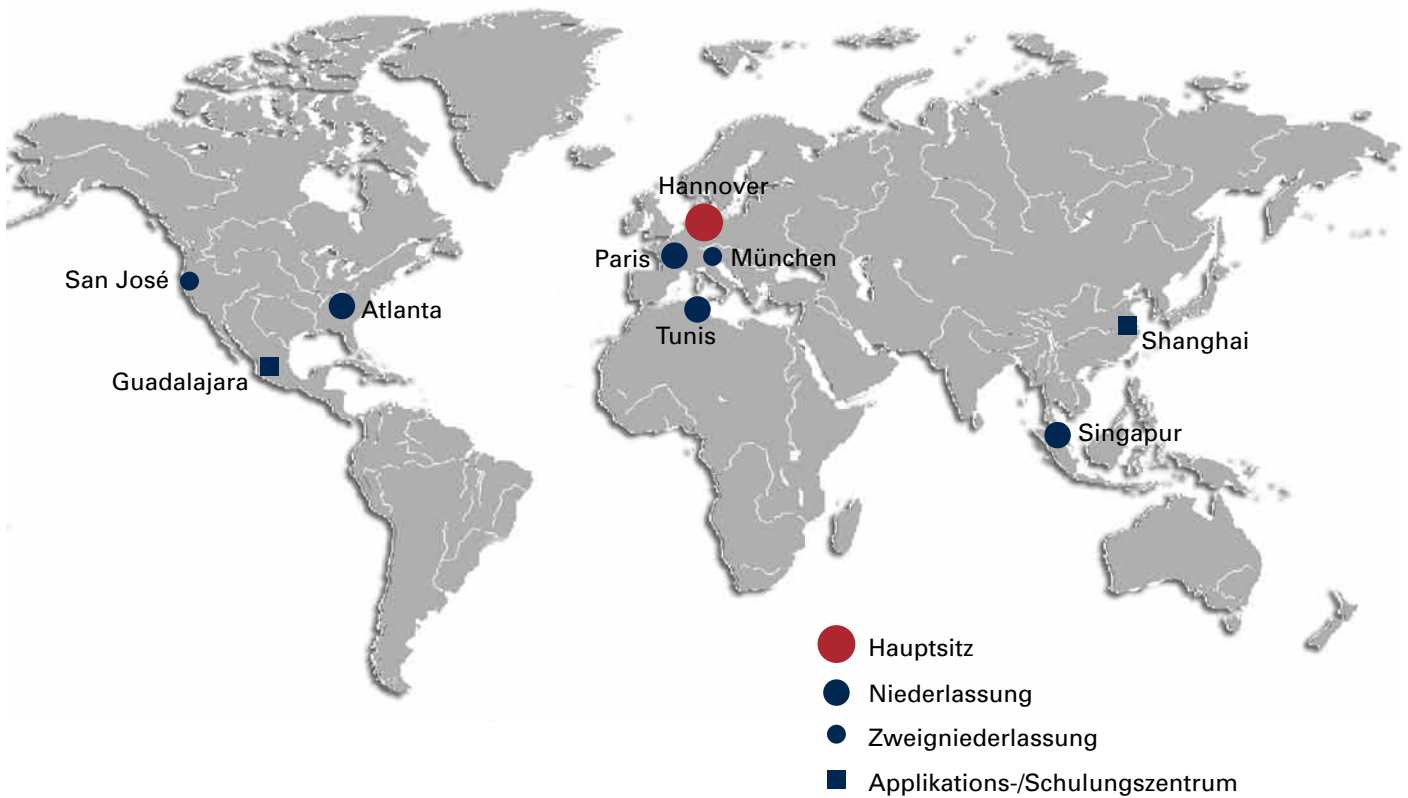 Hannover
Paris
München
San José
Atlanta
Tunis
Shanghai
Guadalajara
Singapur
Hauptsitz
Niederlassung
Zweigniederlassung
Applikations-/Schulungszentrum